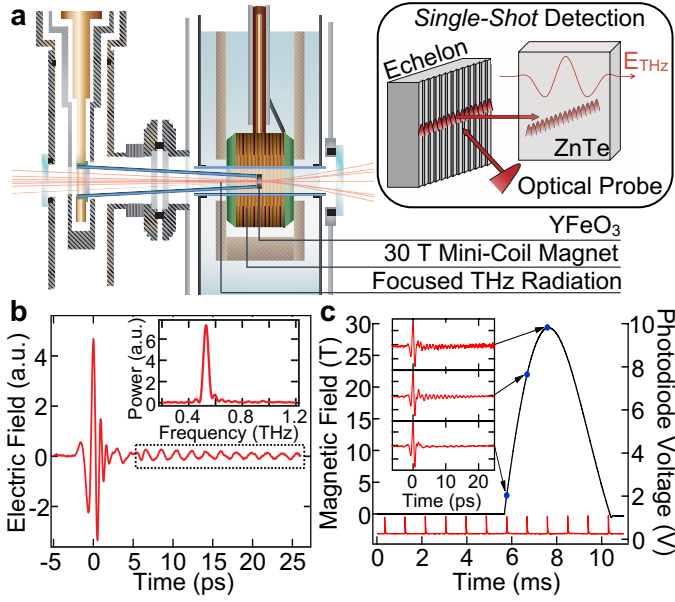 a
Single-Shot Detection
Echelon
E_THz
ZnTe
Optical Probe
YFeO₃
30 T Mini-Coil Magnet
Focused THz Radiation
b
Electric Field (a.u.)
4
2
0
-2
-5 0 5 10 15 20 25
Time (ps)
Power (a.u.)
6
4
2
0
0.4 0.8 1.2
Frequency (THz)
c
Magnetic Field (T)
30
25
20
15
10
5
0
0 2 4 6 8 10
Time (ms)
0 10 20
Time (ps)
Photodiode Voltage (V)
10
8
6
4
2
0